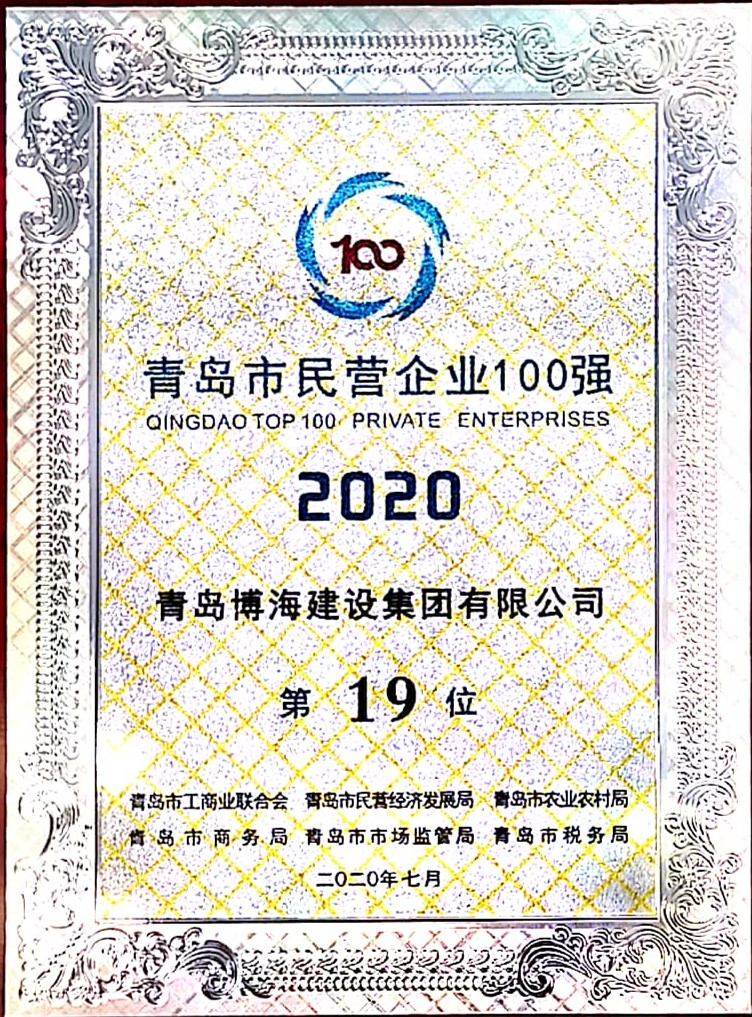 100
青岛市民营企业100强
QINGDAO TOP 100 PRIVATE ENTERPRISES
2020
青岛博海建设集团有限公司
第 19 位
青岛市工商业联合会 青岛市民营经济发展局 青岛市农业农村局
青岛市商务局 青岛市市场监管局 青岛市税务局
二〇二〇年七月